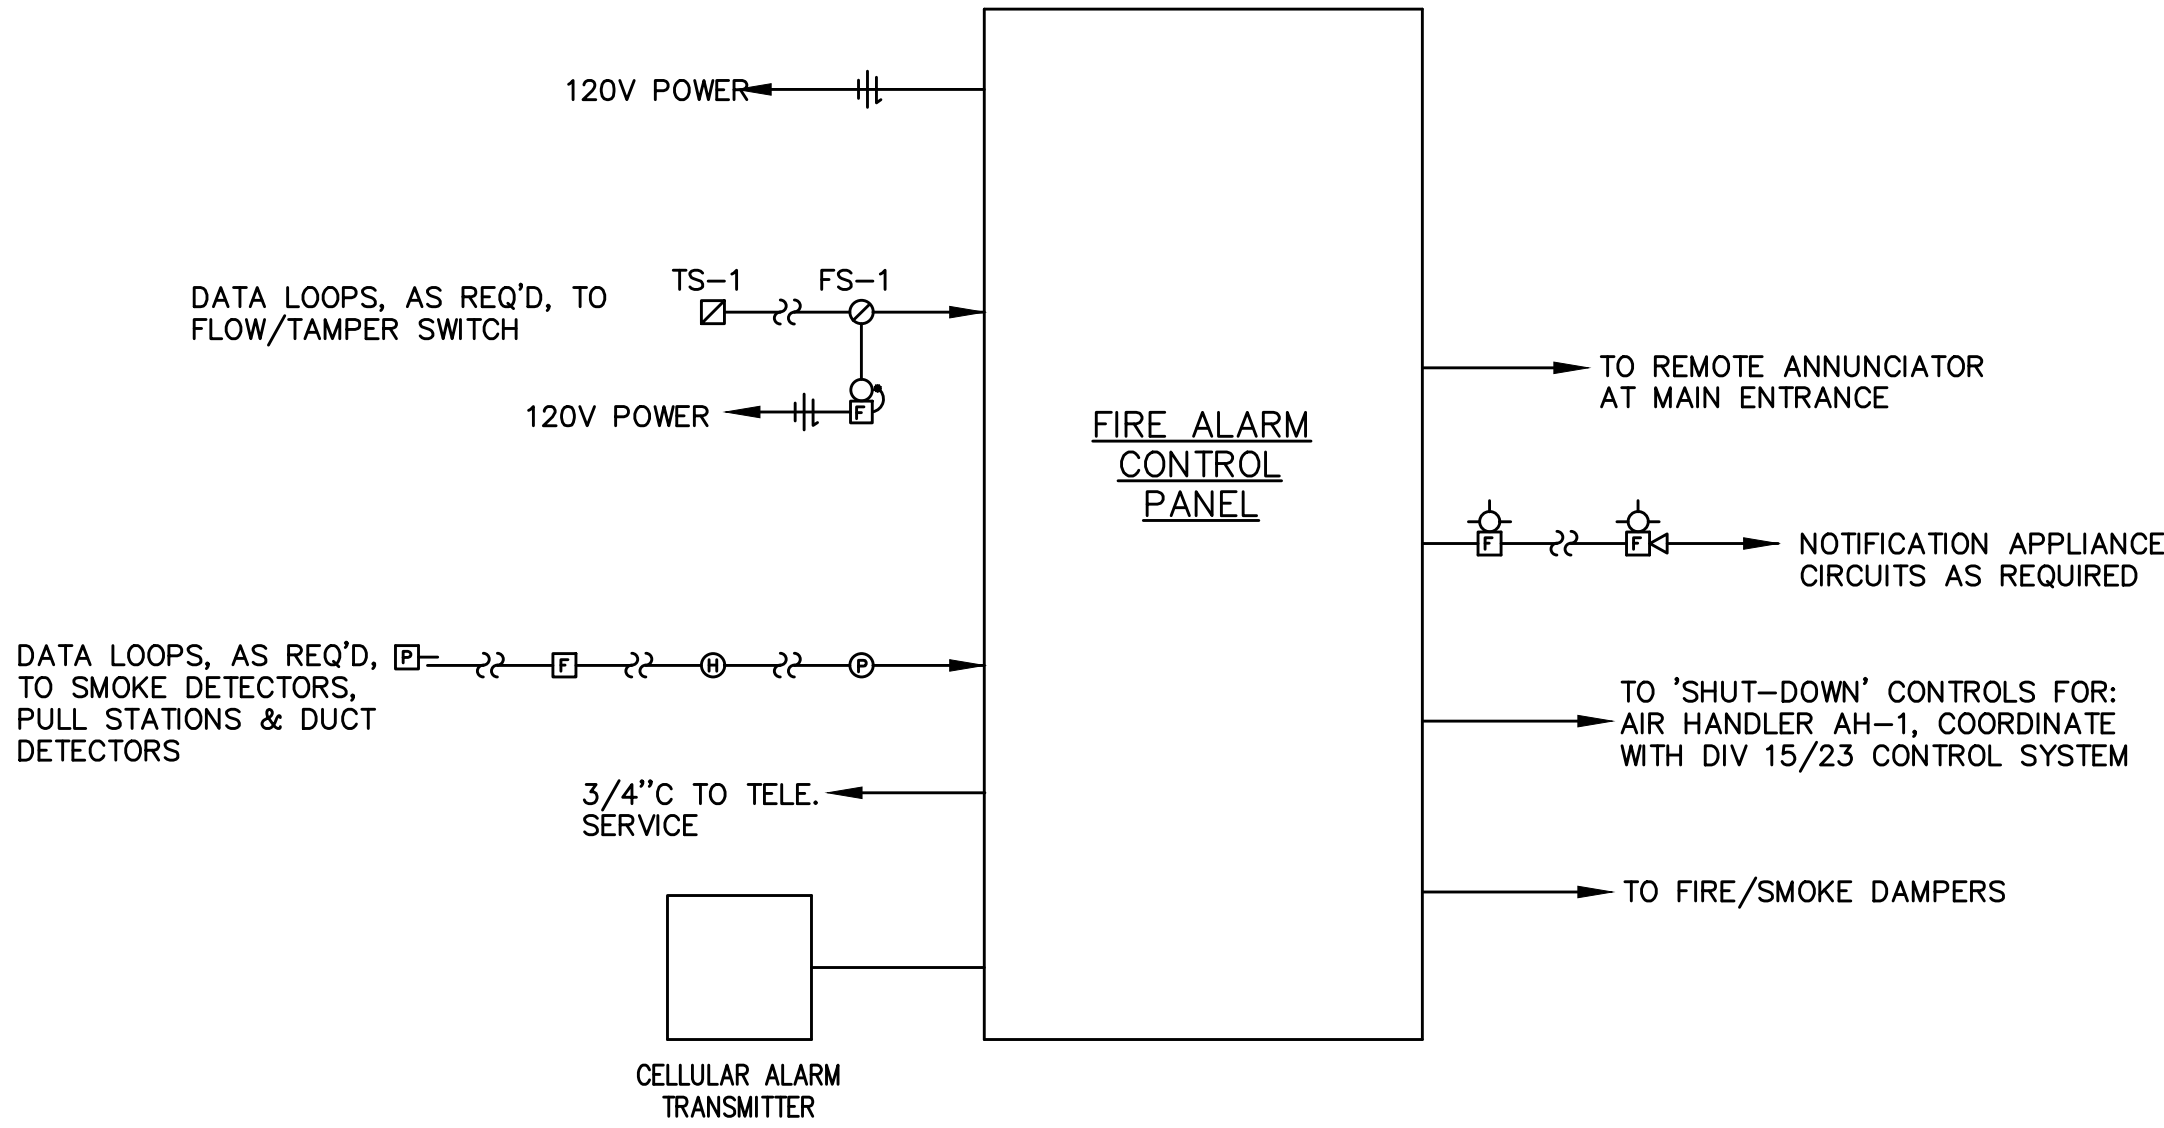 120V POWER
TS-1
FS-1
DATA LOOPS, AS REQ'D, TO
FLOW/TAMPER SWITCH
120V POWER
F
DATA LOOPS, AS REQ'D,
TO SMOKE DETECTORS,
PULL STATIONS & DUCT
DETECTORS
P
F
H
P
3/4"C TO TELE.
SERVICE
CELLULAR ALARM
TRANSMITTER
FIRE ALARM
CONTROL
PANEL
TO REMOTE ANNUNCIATOR
AT MAIN ENTRANCE
F
F
NOTIFICATION APPLIANCE
CIRCUITS AS REQUIRED
TO 'SHUT-DOWN' CONTROLS FOR:
AIR HANDLER AH-1, COORDINATE
WITH DIV 15/23 CONTROL SYSTEM
TO FIRE/SMOKE DAMPERS